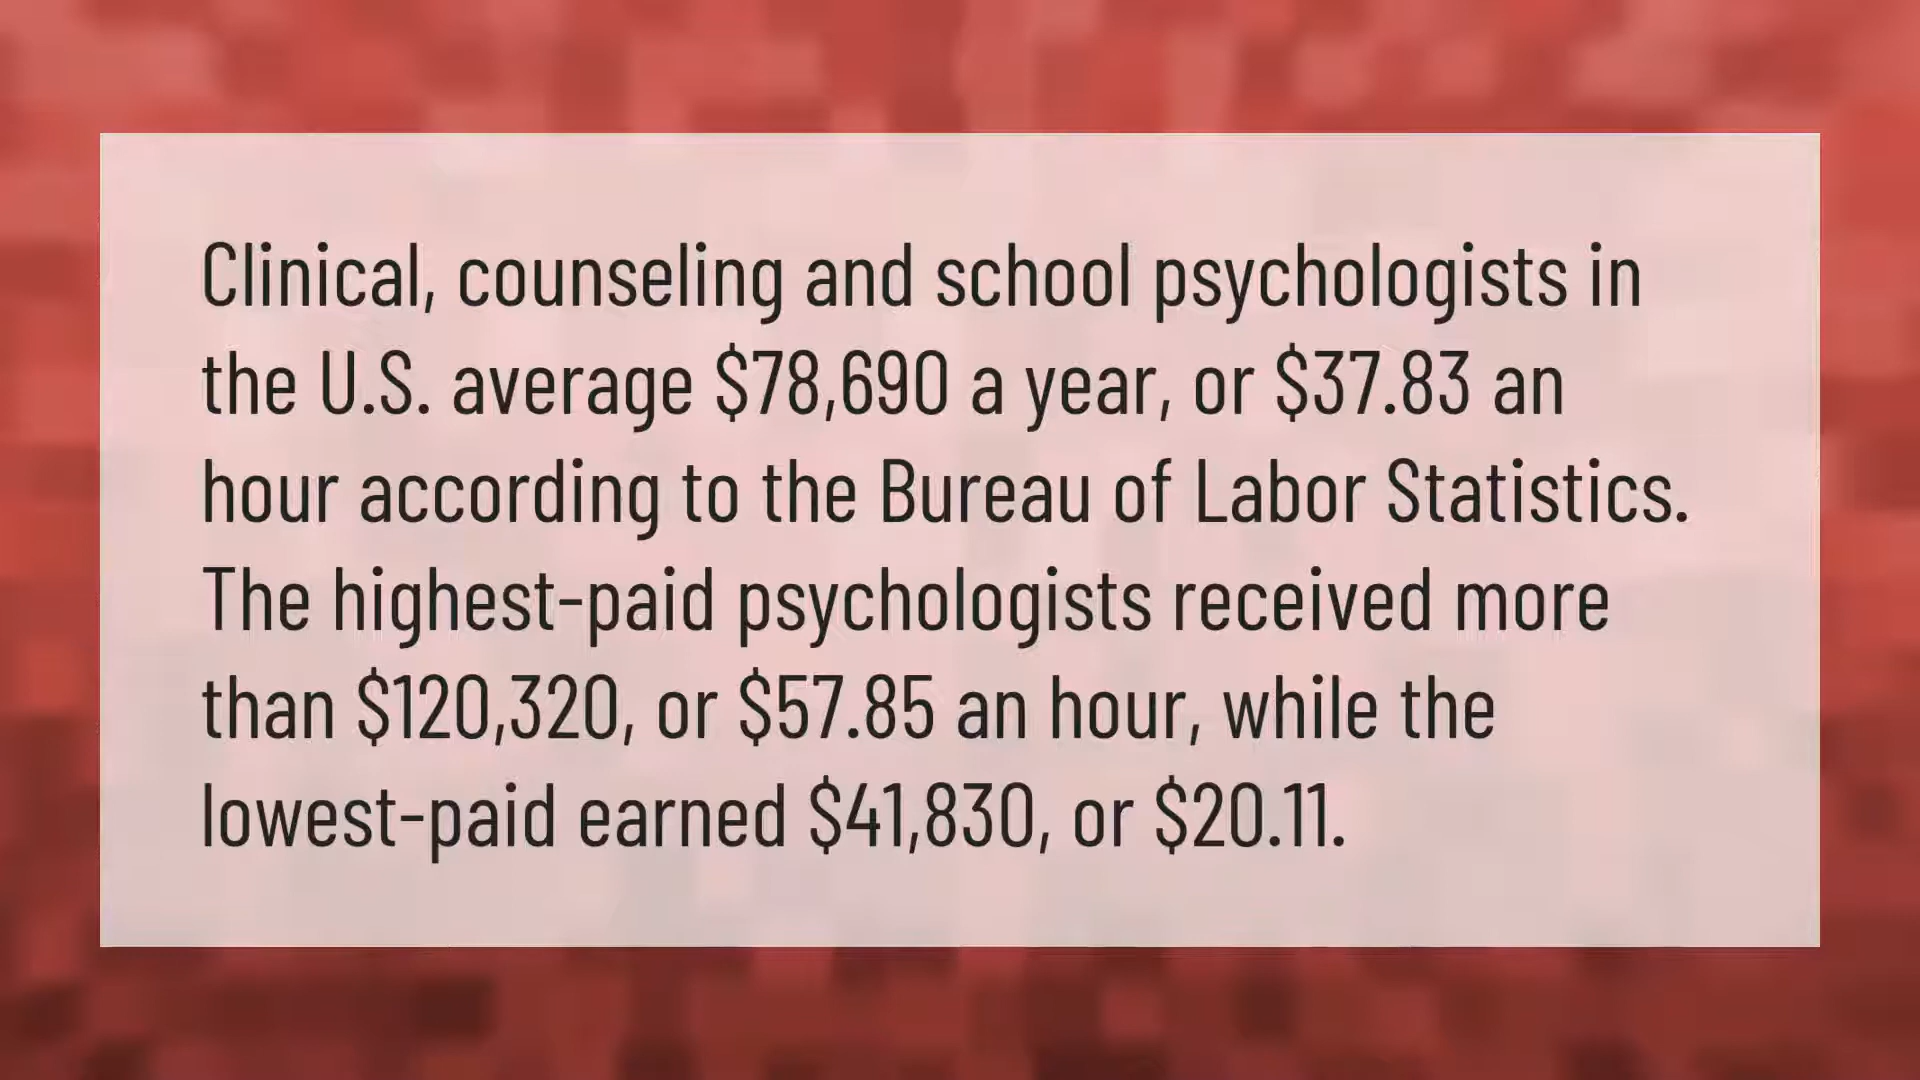 Clinical, counseling and school psychologists in
the U.S. average $78,690 a year, or $37.83 an
hour according to the Bureau of Labor Statistics.
The highest-paid psychologists received more
than $120,320, or $57.85 an hour, while the
lowest-paid earned $41,830, or $20.11.